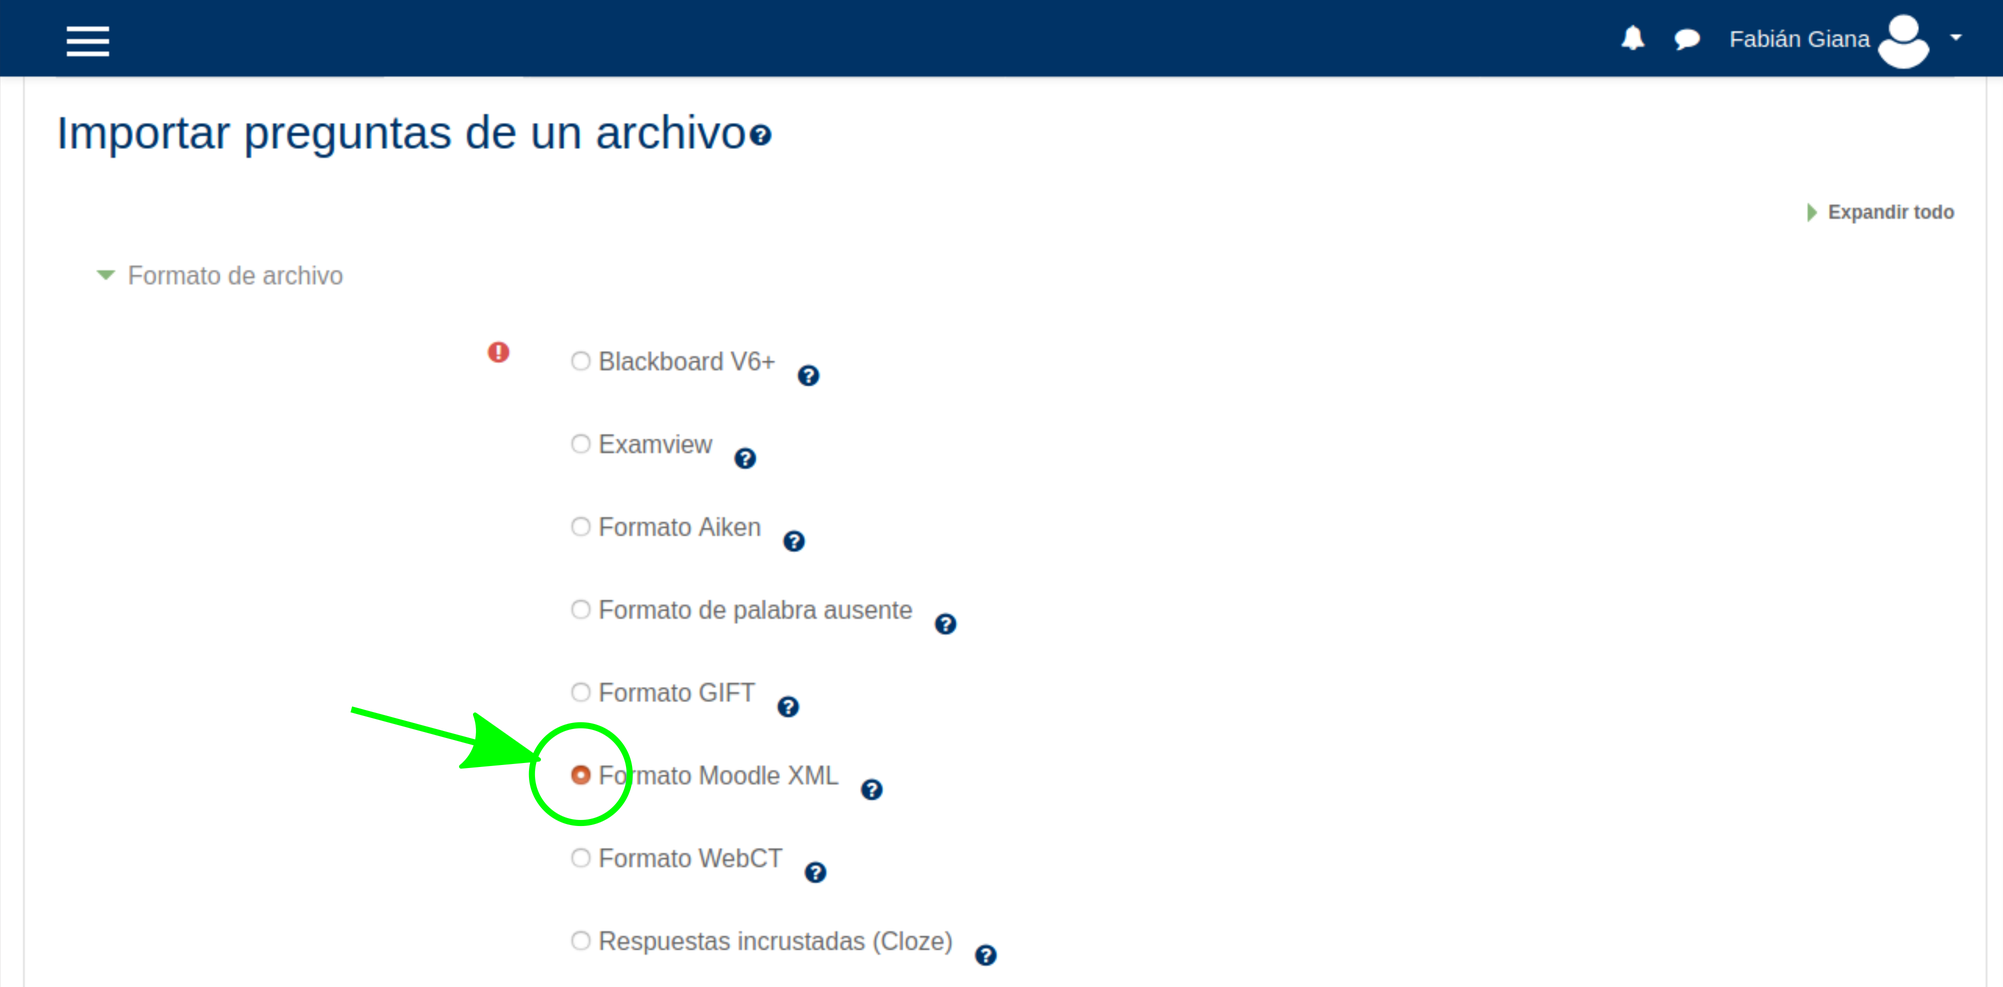 Fabián Giana
Importar preguntas de un archivo
Expandir todo
Formato de archivo
Blackboard V6+
Examview
Formato Aiken
Formato de palabra ausente
Formato GIFT
Formato Moodle XML
Formato WebCT
Respuestas incrustadas (Cloze)